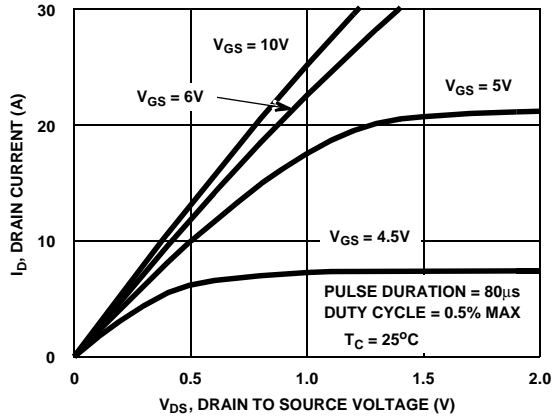 30
20
10
0
I_D, DRAIN CURRENT (A)
V_GS = 10V
V_GS = 6V
V_GS = 5V
V_GS = 4.5V
PULSE DURATION = 80μs
DUTY CYCLE = 0.5% MAX
T_C = 25°C
0 0.5 1.0 1.5 2.0
V_DS, DRAIN TO SOURCE VOLTAGE (V)